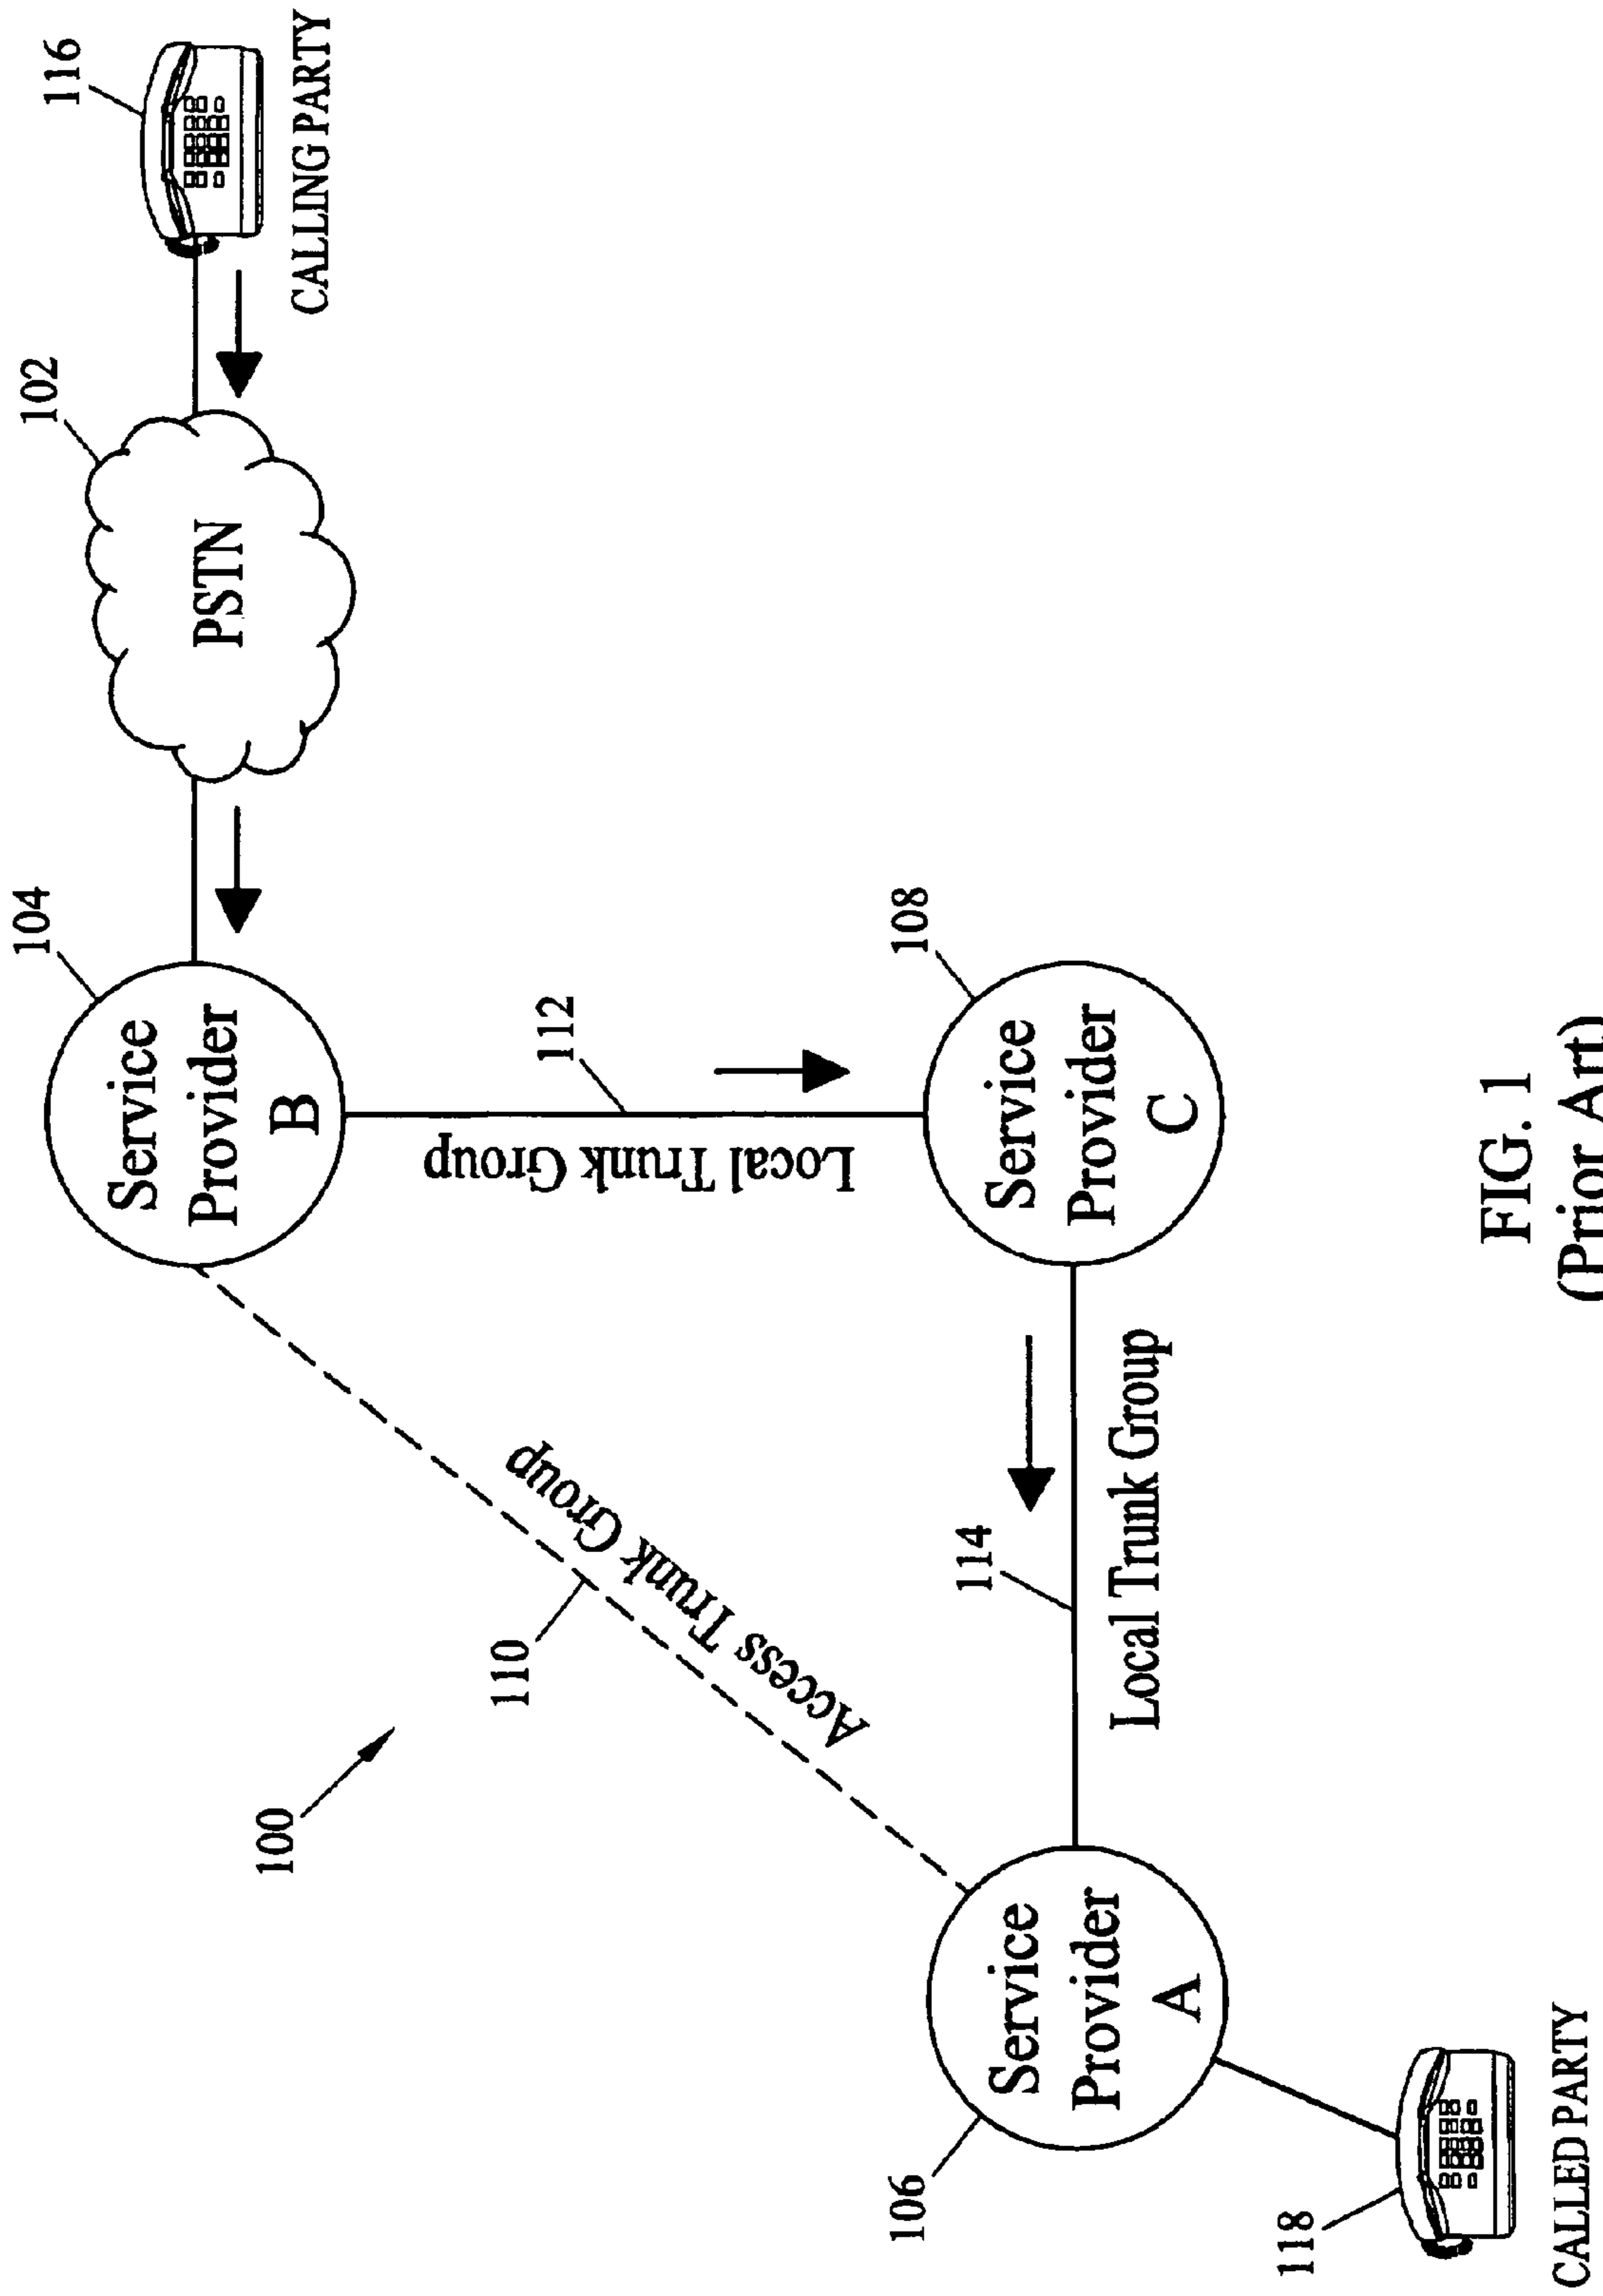 116
CALLING PARTY
102
PSTN
104
Service
Provider
B
112
Local Trunk Group
108
Service
Provider
C
110
Access Trunk Group
100
114
Local Trunk Group
106
Service
Provider
A
118
CALLED PARTY
FIG. 1
(Prior Art)